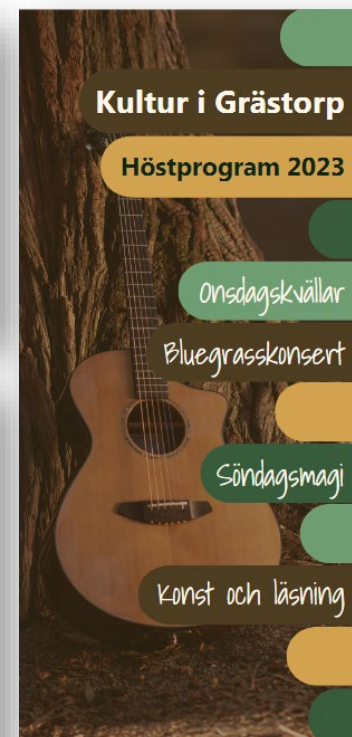 Kultur i Grästorp
Höstprogram 2023
Onsdagskvällar
Bluegrasskonsert
Söndagsmagi
Konst och läsning